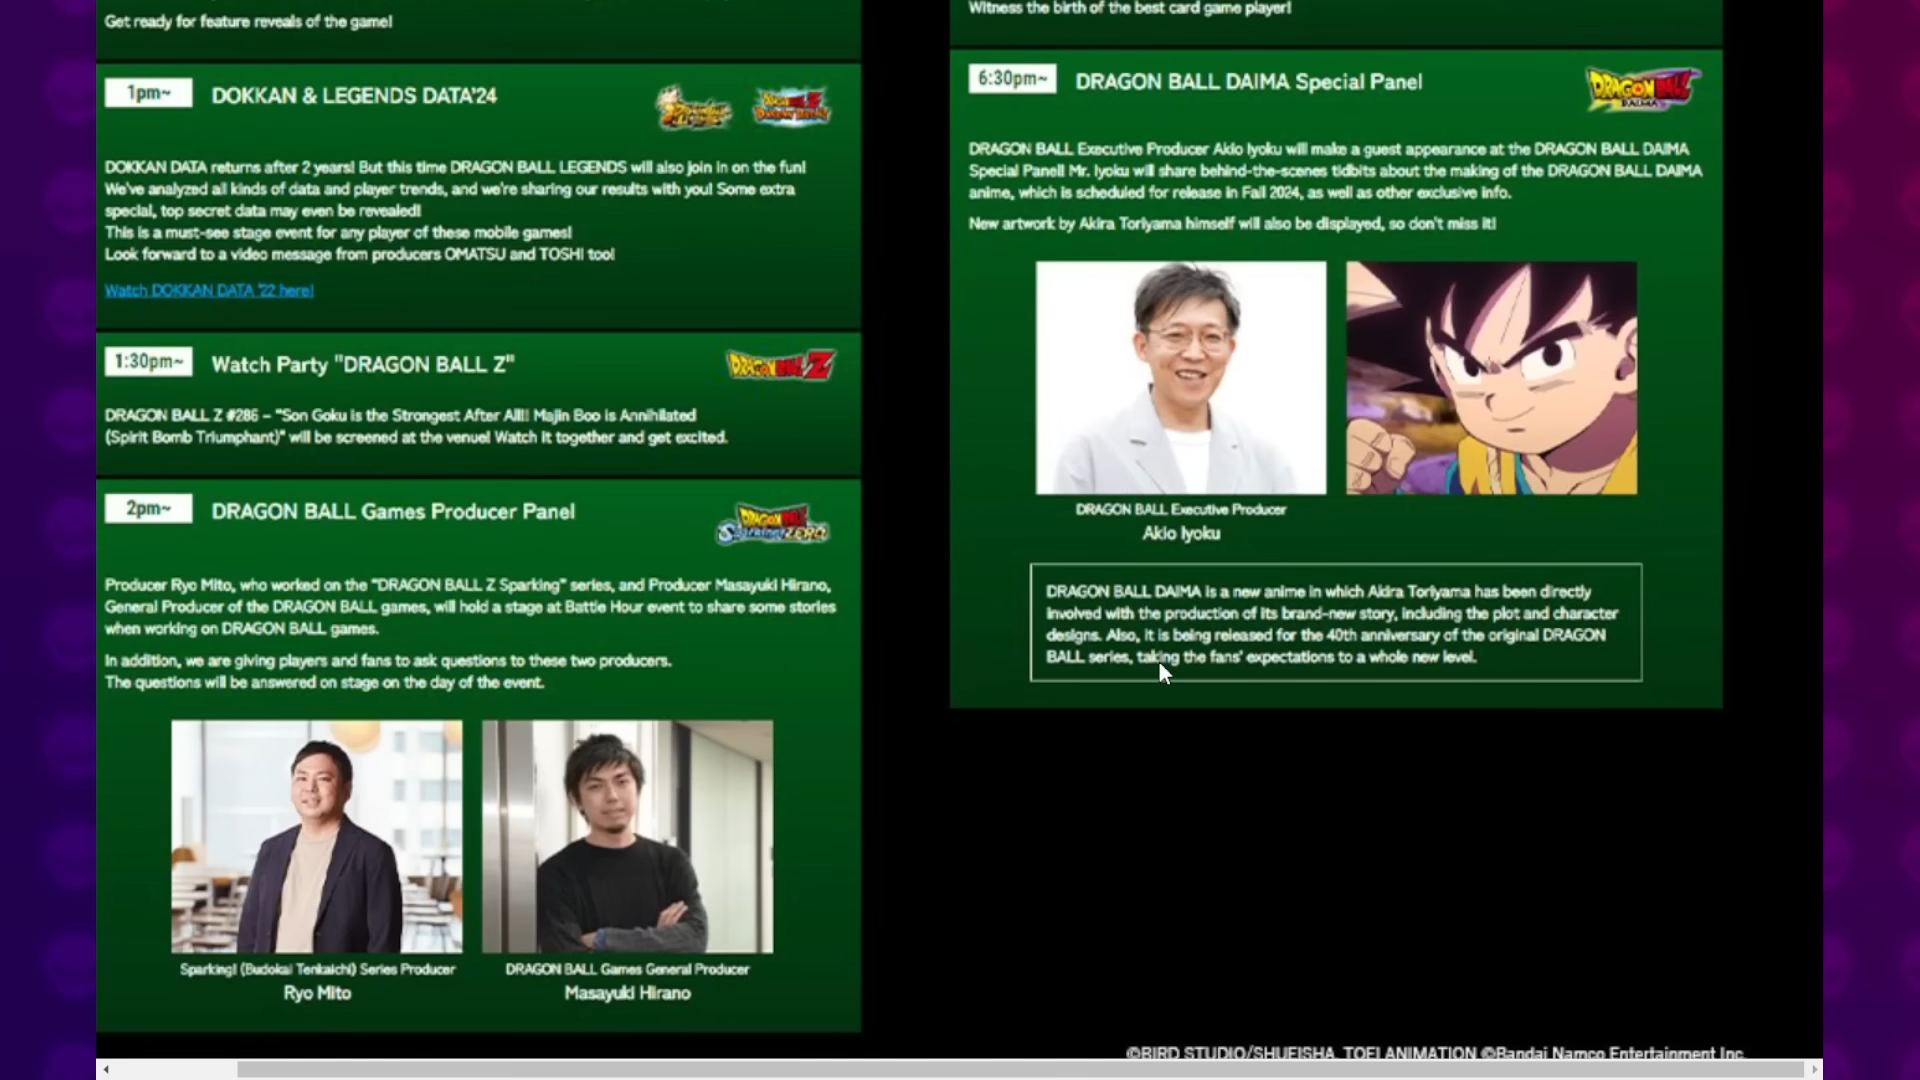 Get ready for feature reveals of the game!
1pm~
DOKKAN & LEGENDS DATA'24
DOKKAN DATA returns after 2 years! But this time DRAGON BALL LEGENDS will also join in on the fun!
We've analyzed all kinds of data and player trends, and we're sharing our results with you! Some extra
special, top secret data may even be revealed!
This is a must-see stage event for any player of these mobile games!
Look forward to a video message from producers OMATSU and TOSHI too!
Watch DOKKAN DATA '22 here!
1:30pm~
Watch Party "DRAGON BALL Z"
DRAGON BALL Z
DRAGON BALL Z #286 – "Son Goku is the Strongest After All!! Majin Boo is Annihilated
(Spirit Bomb Triumphant)" will be screened at the venue! Watch it together and get excited.
2pm~
DRAGON BALL Games Producer Panel
DRAGON BALL
Sparking! ZERO
Producer Ryo Mito, who worked on the "DRAGON BALL Z Sparking" series, and Producer Masayuki Hirano,
General Producer of the DRAGON BALL games, will hold a stage at Battle Hour event to share some stories
when working on DRAGON BALL games.
In addition, we are giving players and fans to ask questions to these two producers.
The questions will be answered on stage on the day of the event.
Sparking! (Budokai Tenkaichi) Series Producer
Ryo Mito
DRAGON BALL Games General Producer
Masayuki Hirano
Witness the birth of the best card game player!
6:30pm~
DRAGON BALL DAIMA Special Panel
DRAGON BALL
DAIMA
DRAGON BALL Executive Producer Akio Iyoku will make a guest appearance at the DRAGON BALL DAIMA
Special Panel! Mr. Iyoku will share behind-the-scenes tidbits about the making of the DRAGON BALL DAIMA
anime, which is scheduled for release in Fall 2024, as well as other exclusive info.
New artwork by Akira Toriyama himself will also be displayed, so don't miss it!
DRAGON BALL Executive Producer
Akio Iyoku
DRAGON BALL DAIMA is a new anime in which Akira Toriyama has been directly
involved with the production of its brand-new story, including the plot and character
designs. Also, it is being released for the 40th anniversary of the original DRAGON
BALL series, taking the fans' expectations to a whole new level.
©BIRD STUDIO/SHUEISHA, TOEI ANIMATION ©Bandai Namco Entertainment Inc.